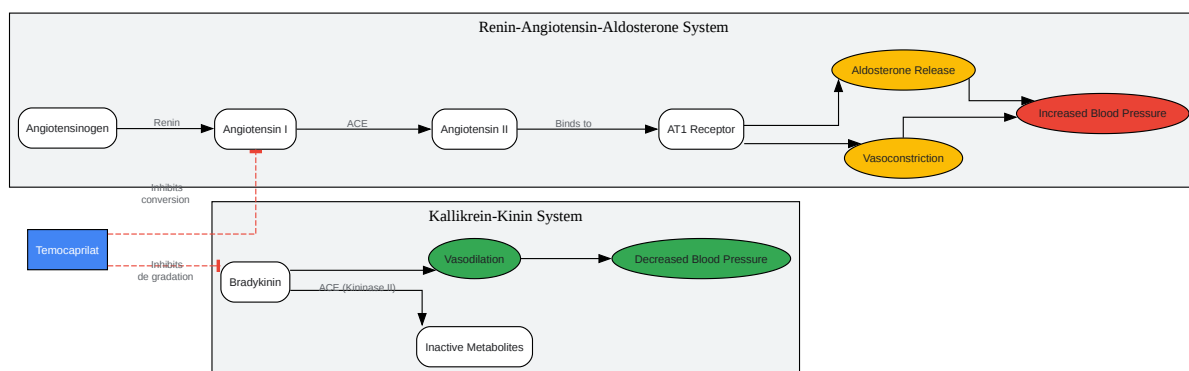 Renin-Angiotensin-Aldosterone System
Aldosterone Release
Angiotensinogen
Renin
Angiotensin I
ACE
Angiotensin II
Binds to
AT1 Receptor
Increased Blood Pressure
Vasoconstriction
Inhibits
conversion
Kallikrein-Kinin System
Temocaprilat
Inhibits
de gradation
Bradykinin
Vasodilation
Decreased Blood Pressure
ACE (Kininase II)
Inactive Metabolites